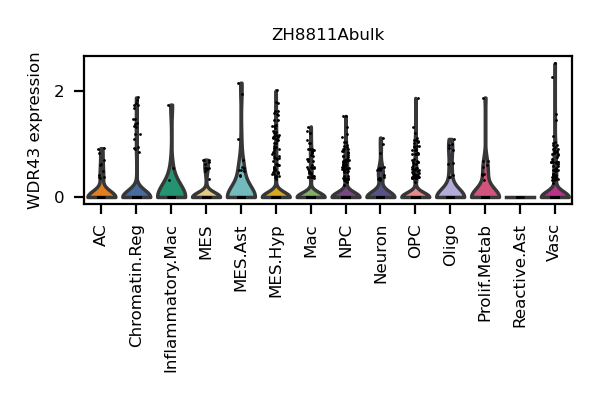 ZH8811Abulk
WDR43 expression
2
0
AC
Chromatin.Reg
Inflammatory.Mac
MES
MES.Ast
MES.Hyp
Mac
NPC
Neuron
OPC
Oligo
Prolif.Metab
Reactive.Ast
Vasc